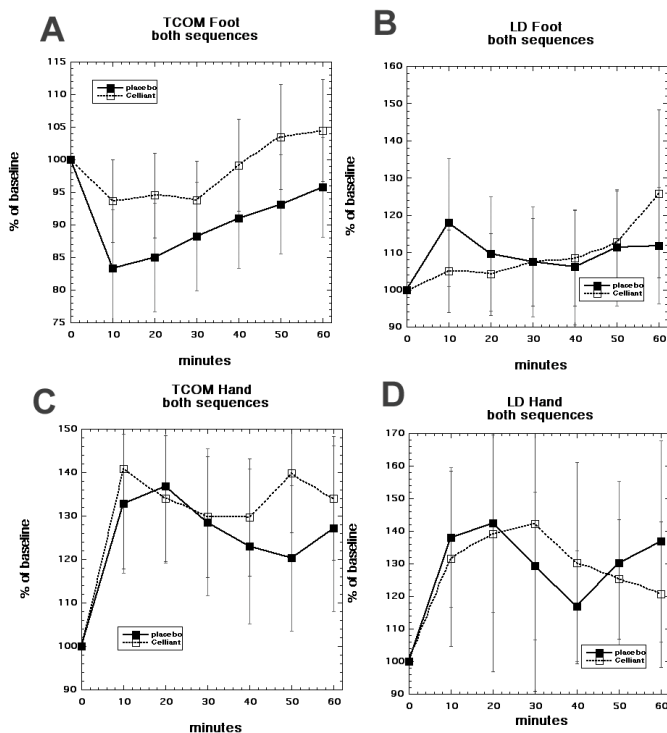 A
TCOM Foot
both sequences
115
110
105
100
95
90
85
80
75
% of baseline
placebo
Celliant
0 10 20 30 40 50 60
minutes
B
LD Foot
both sequences
160
150
140
130
120
110
100
90
% of baseline
placebo
Celliant
0 10 20 30 40 50 60
minutes
C
TCOM Hand
both sequences
150
140
130
120
110
100
90
% of baseline
placebo
Celliant
0 10 20 30 40 50 60
minutes
D
LD Hand
both sequences
170
160
150
140
130
120
110
100
90
% of baseline
placebo
Celliant
0 10 20 30 40 50 60
minutes